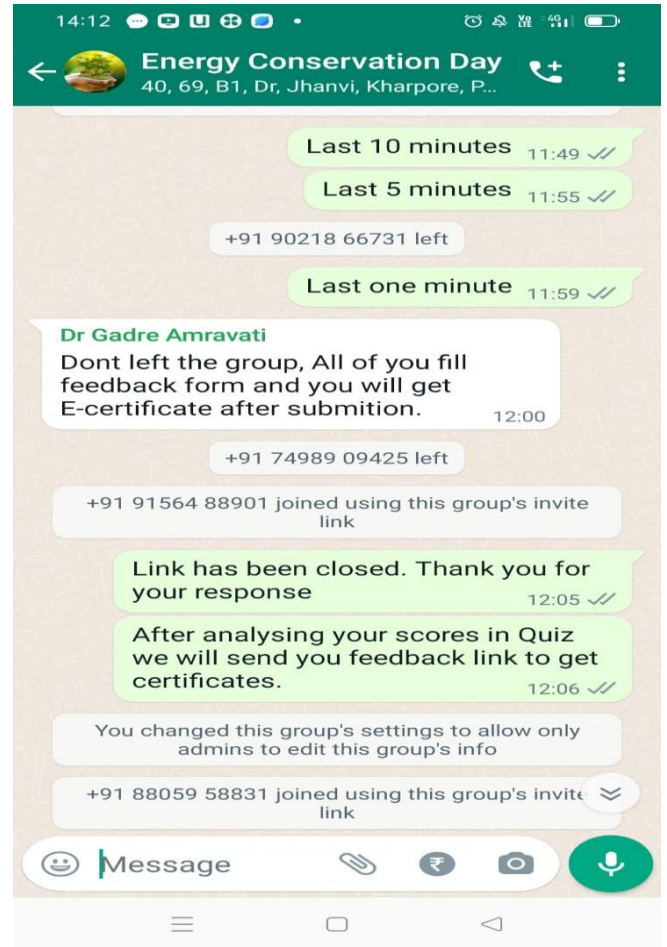 14:12
4G
Energy Conservation Day
40, 69, B1, Dr, Jhanvi, Kharpore, P...
Last 10 minutes 11:49
Last 5 minutes 11:55
+91 90218 66731 left
Last one minute 11:59
Dr Gadre Amravati
Dont left the group, All of you fill
feedback form and you will get
E-certificate after submition. 12:00
+91 74989 09425 left
+91 91564 88901 joined using this group's invite
link
Link has been closed. Thank you for
your response 12:05
After analysing your scores in Quiz
we will send you feedback link to get
certificates. 12:06
You changed this group's settings to allow only
admins to edit this group's info
+91 88059 58831 joined using this group's invite
link
Message